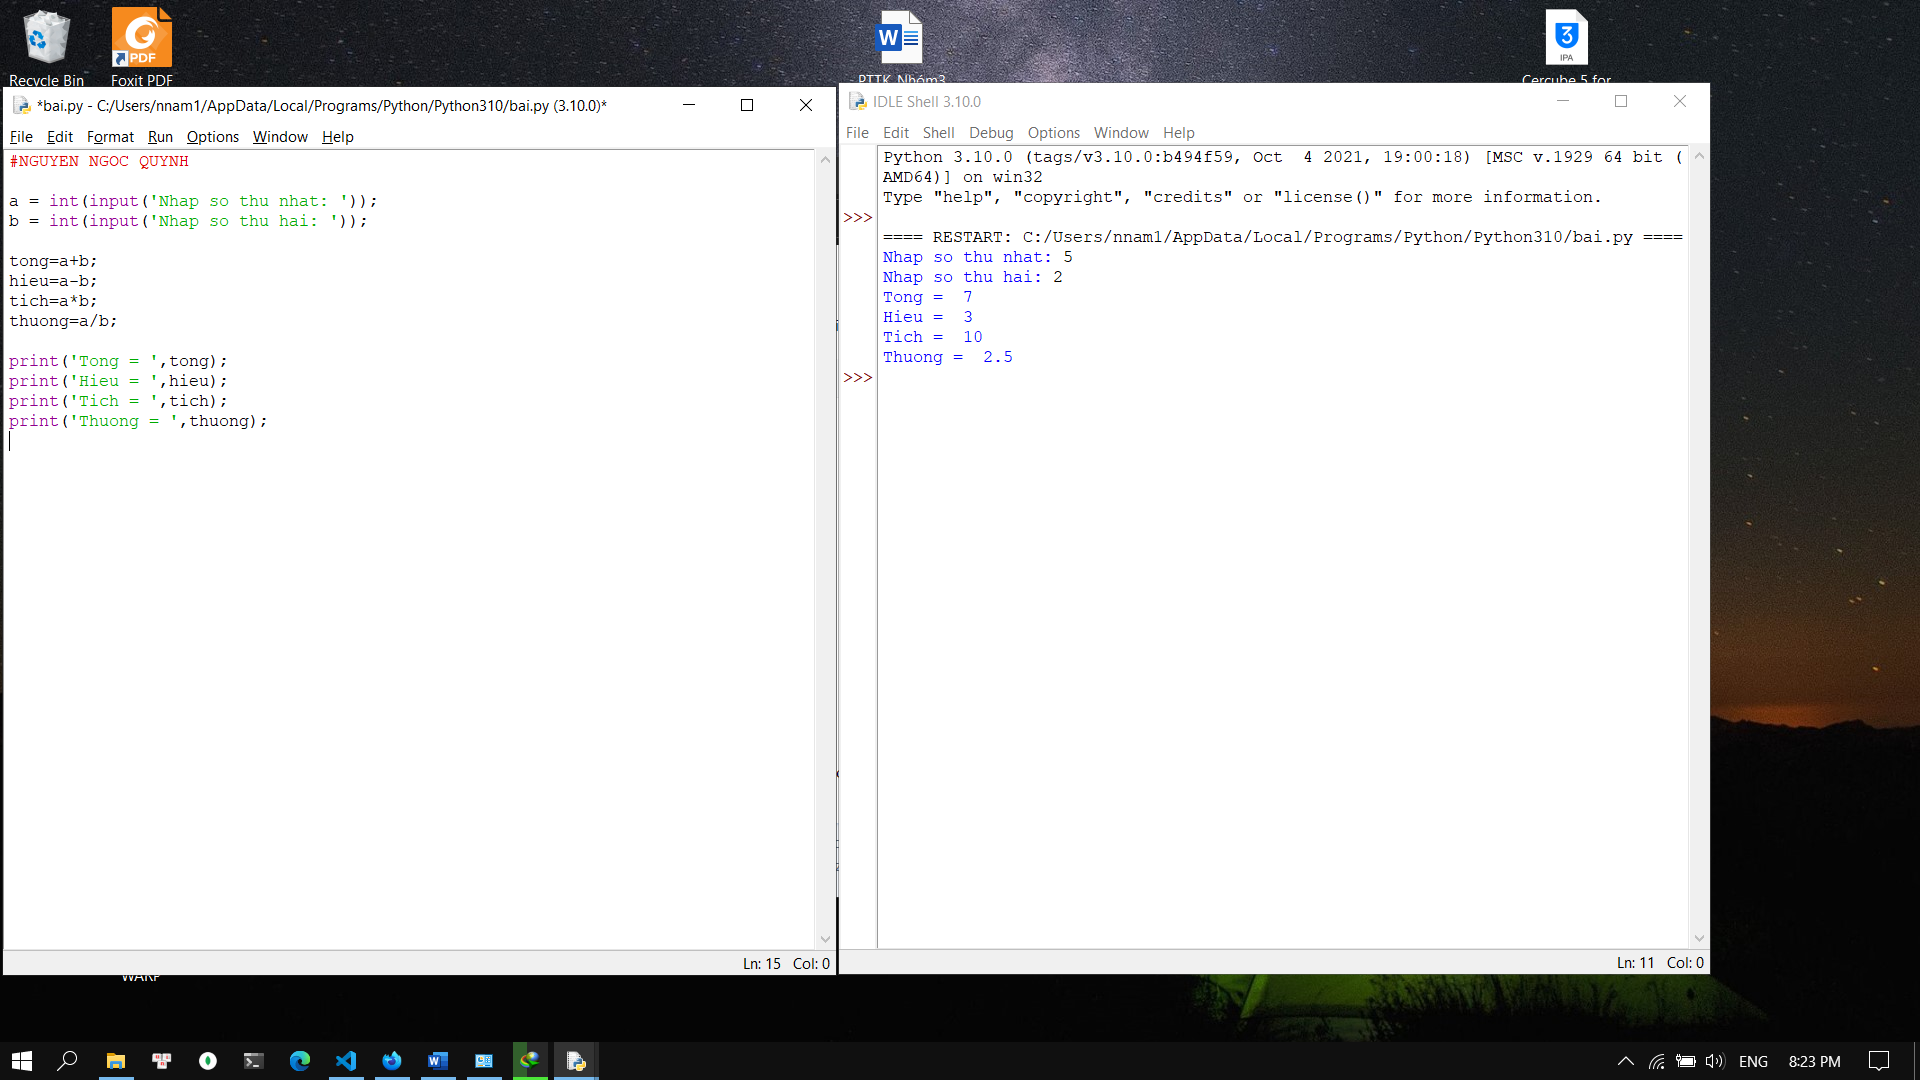 Recycle Bin
Foxit PDF
PDF
W
PTTK_Nhóm3
3
IPA
Cercube 5 for
*bai.py - C:/Users/nnam1/AppData/Local/Programs/Python/Python310/bai.py (3.10.0)*
File Edit Format Run Options Window Help
#NGUYEN NGOC QUYNH
a = int(input('Nhap so thu nhat: '));
b = int(input('Nhap so thu hai: '));
tong=a+b;
hieu=a-b;
tich=a*b;
thuong=a/b;
print('Tong = ',tong);
print('Hieu = ',hieu);
print('Tich = ',tich);
print('Thuong = ',thuong);
Ln: 15 Col: 0
IDLE Shell 3.10.0
File Edit Shell Debug Options Window Help
Python 3.10.0 (tags/v3.10.0:b494f59, Oct  4 2021, 19:00:18) [MSC v.1929 64 bit (
AMD64)] on win32
Type "help", "copyright", "credits" or "license()" for more information.
>>>
==== RESTART: C:/Users/nnam1/AppData/Local/Programs/Python/Python310/bai.py ====
Nhap so thu nhat: 5
Nhap so thu hai: 2
Tong =  7
Hieu =  3
Tich =  10
Thuong =  2.5
>>>
Ln: 11 Col: 0
WARP
ENG
8:23 PM